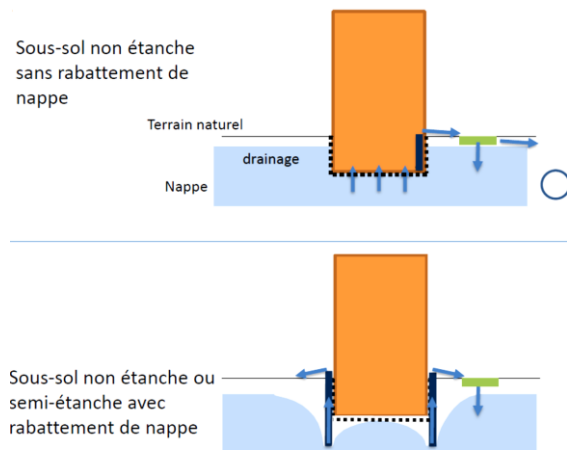 Sous-sol non étanche
sans rabattement de
nappe
Terrain naturel
drainage
Nappe
Sous-sol non étanche ou
semi-étanche avec
rabattement de nappe